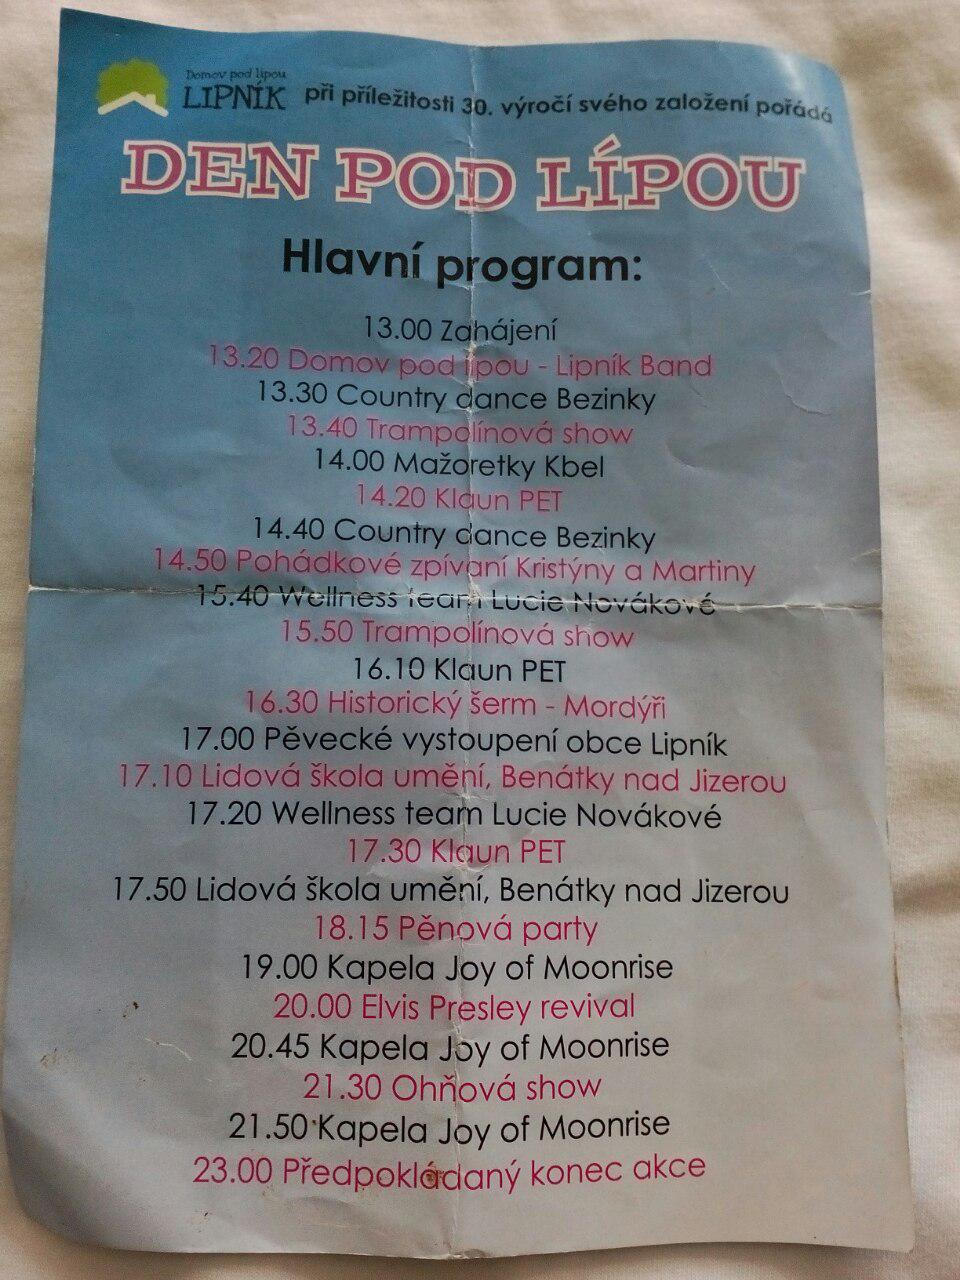 Domov pod lípou
LIPNÍK
při příležitosti 30. výročí svého založení pořádá
DEN POD LÍPOU
Hlavní program:
13.00 Zahájení
13.20 Domov pod lípou - Lipník Band
13.30 Country dance Bezinky
13.40 Trampolínová show
14.00 Mažoretky Kbel
14.20 Klaun PET
14.40 Country dance Bezinky
14.50 Pohádkové zpívaní Kristýny a Martiny
15.40 Wellness team Lucie Novákové
15.50 Trampolínová show
16.10 Klaun PET
16.30 Historický šerm - Mordýři
17.00 Pěvecké vystoupení obce Lipník
17.10 Lidová škola umění, Benátky nad Jizerou
17.20 Wellness team Lucie Novákové
17.30 Klaun PET
17.50 Lidová škola umění, Benátky nad Jizerou
18.15 Pěnová party
19.00 Kapela Joy of Moonrise
20.00 Elvis Presley revival
20.45 Kapela Joy of Moonrise
21.30 Ohňová show
21.50 Kapela Joy of Moonrise
23.00 Předpokládaný konec akce